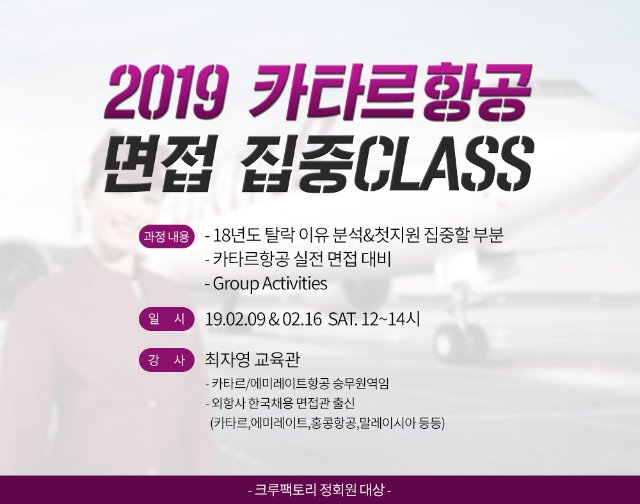 2019 카타르항공
면접 집중CLASS
과정 내용 - 18년도 탈락 이유 분석&첫지원 집중할 부분
- 카타르항공 실전 면접 대비
- Group Activities
일 시 19.02.09 & 02.16 SAT. 12~14시
강 사 최자영 교육관
- 카타르/에미레이트항공 승무원역임
- 외항사 한국채용 면접관 출신
(카타르,에미레이트,홍콩항공,말레이시아 등등)
- 크루팩토리 정회원 대상 -